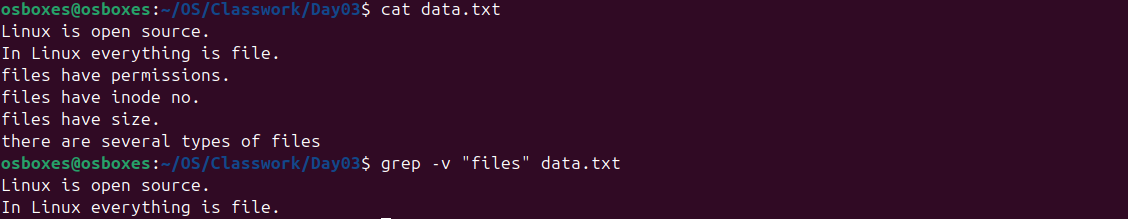 osboxes@osboxes:~/OS/Classwork/Day03$ cat data.txt
Linux is open source.
In Linux everything is file.
files have permissions.
files have inode no.
files have size.
there are several types of files
osboxes@osboxes:~/OS/Classwork/Day03$ grep -v "files" data.txt
Linux is open source.
In Linux everything is file.